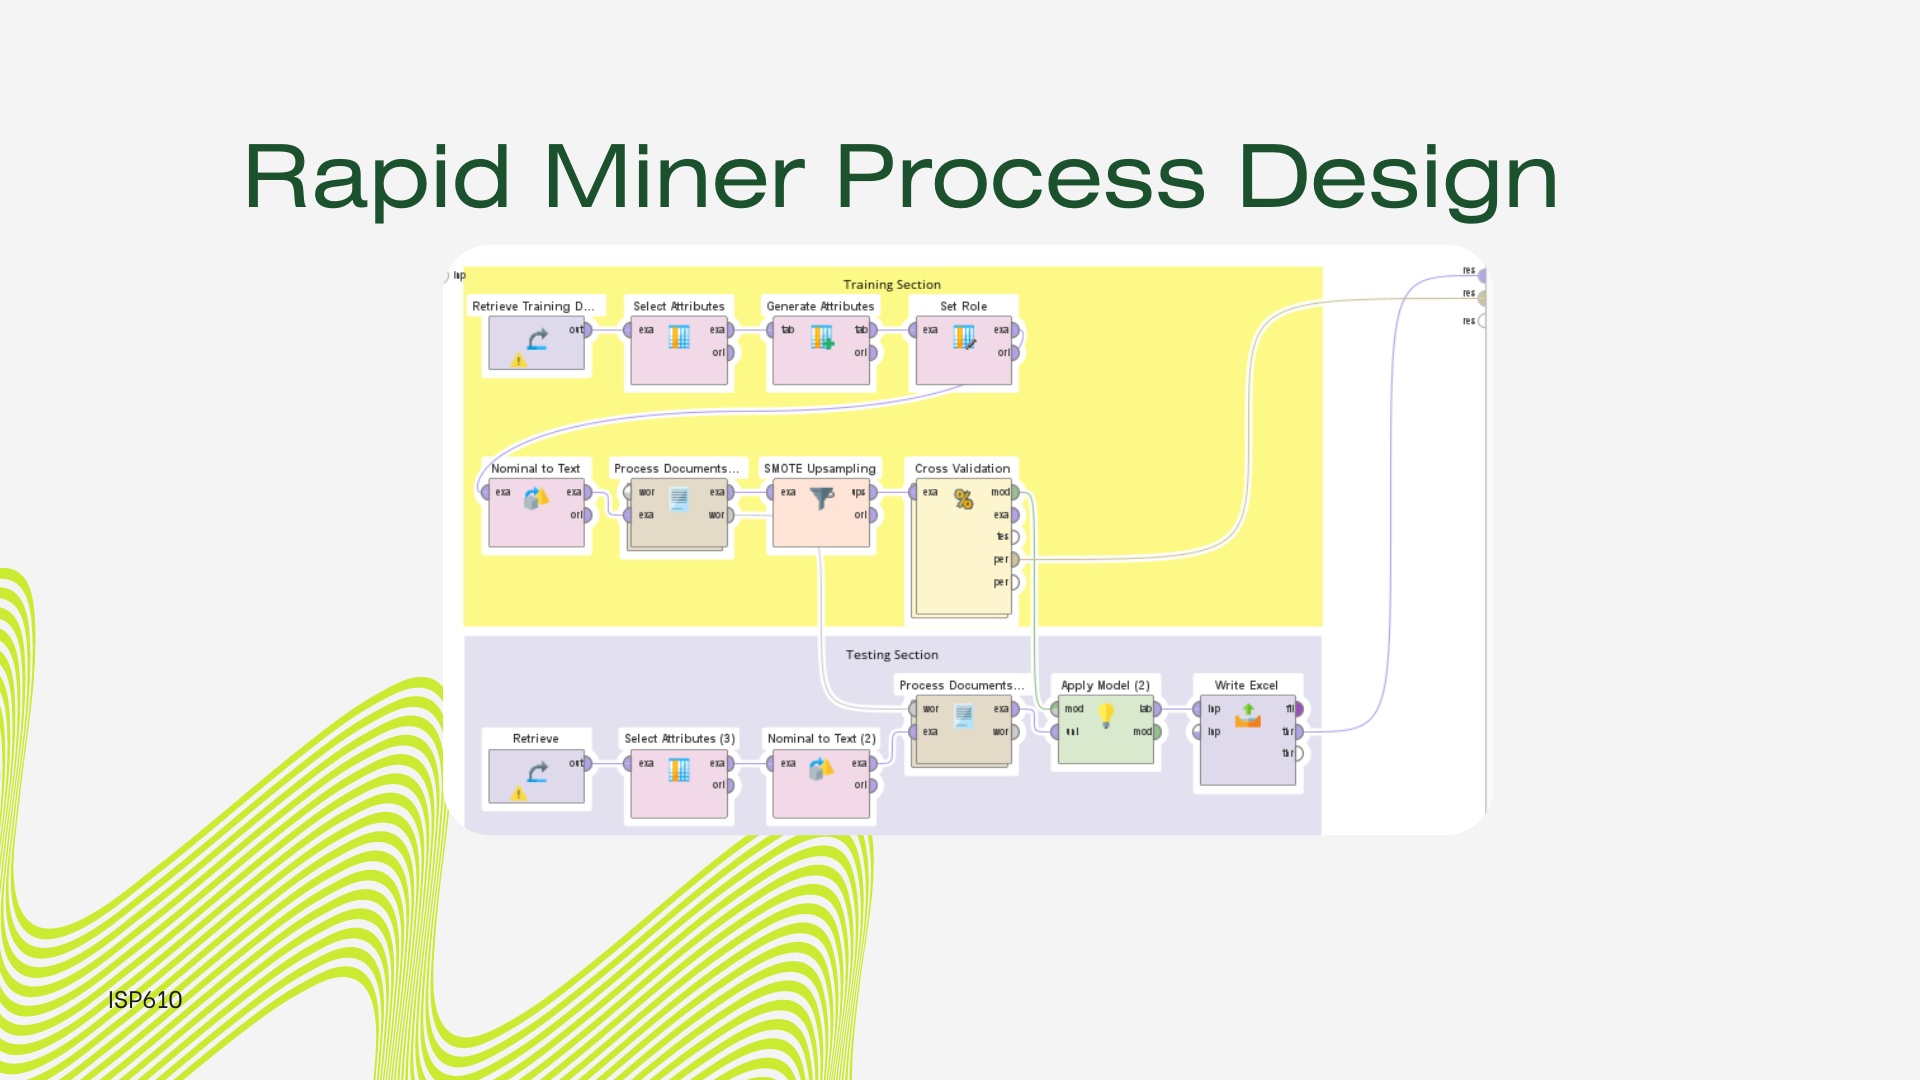 Rapid Miner Process Design
Inp
Training Section
res
res
res
Retrieve Training D...
Select Attributes
Generate Attributes
Set Role
out
exa
exa
tab
tab
exa
exa
ori
ori
ori
Nominal to Text
Process Documents...
SMOTE Upsampling
Cross Validation
exa
exa
wor
exa
exa
ups
exa
mod
ori
exa
wor
ori
exa
tes
per
per
Testing Section
Process Documents...
Apply Model (2)
Write Excel
wor
exa
mod
lab
inp
fil
exa
wor
unl
mod
inp
thr
thr
Retrieve
Select Attributes (3)
Nominal to Text (2)
out
exa
exa
exa
exa
ori
ori
ISP610